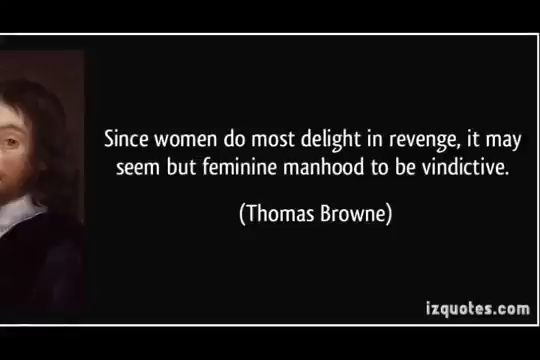 Since women do most delight in revenge, it may
seem but feminine manhood to be vindictive.
(Thomas Browne)
izquotes.com